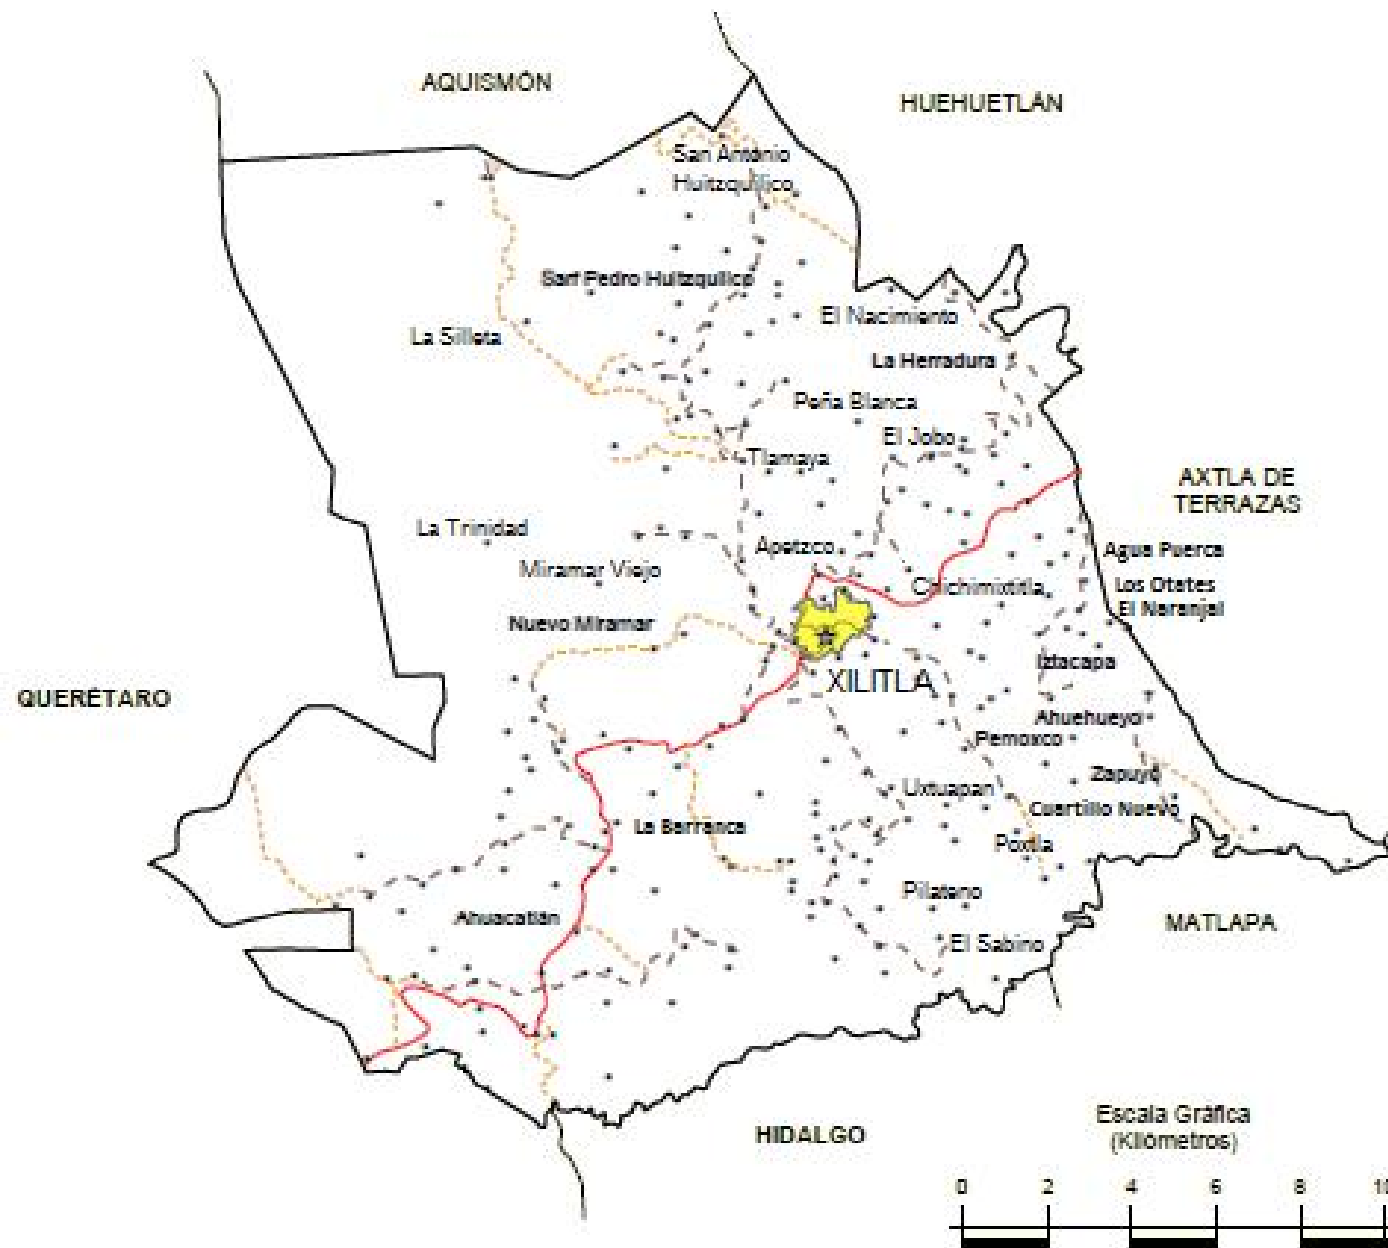 AQUISMÓN
HUEHUETLÁN
San Antonio
Huitzquilico
San Pedro Huitzquilico
El Nacimiento
La Silleta
La Herradura
Peña Blanca
El Jobo
Tlamaya
AXTLA DE
TERRAZAS
La Trinidad
Apetzco
Agua Puerca
Miramar Viejo
Chichimixtitla
Los Otates
El Naranjal
Nuevo Miramar
Iztacapa
XILITLA
QUERÉTARO
Ahuehueyo
Pemoxco
Zapuyo
Uxtuapan
Cuartillo Nuevo
La Barranca
Poxtla
Pilateno
Ahuacatlán
MATLAPA
El Sabino
Escala Gráfica
(Kilómetros)
HIDALGO
0 2 4 6 8 10